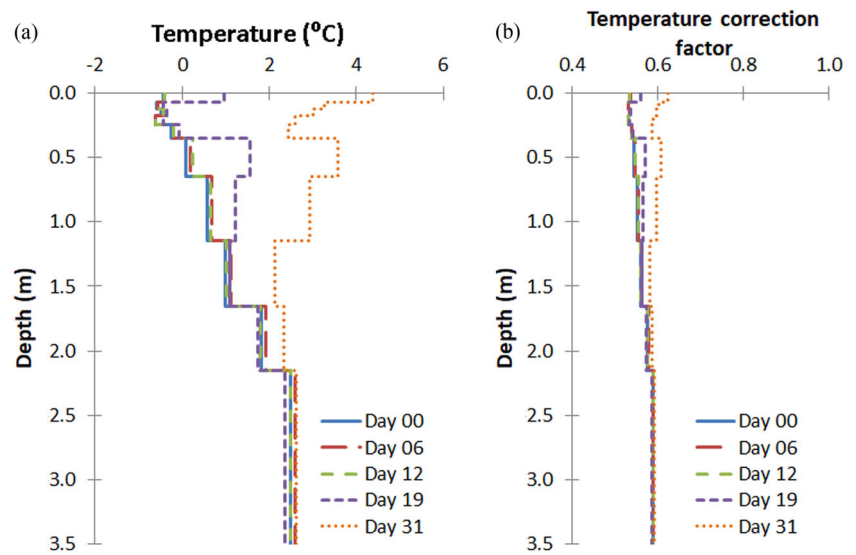 (a)
Temperature (⁰C)
-2 0 2 4 6
0.0
0.5
1.0
1.5
2.0
2.5
3.0
3.5
Depth (m)
Day 00
Day 06
Day 12
Day 19
Day 31
(b)
Temperature correction
factor
0.4 0.6 0.8 1.0
0.0
0.5
1.0
1.5
2.0
2.5
3.0
3.5
Depth (m)
Day 00
Day 06
Day 12
Day 19
Day 31